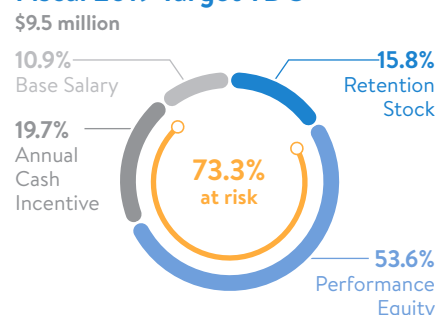 $9.5 million
10.9%
Base Salary
15.8%
Retention
Stock
19.7%
Annual
Cash
Incentive
73.3%
at risk
53.6%
Performance
Equity